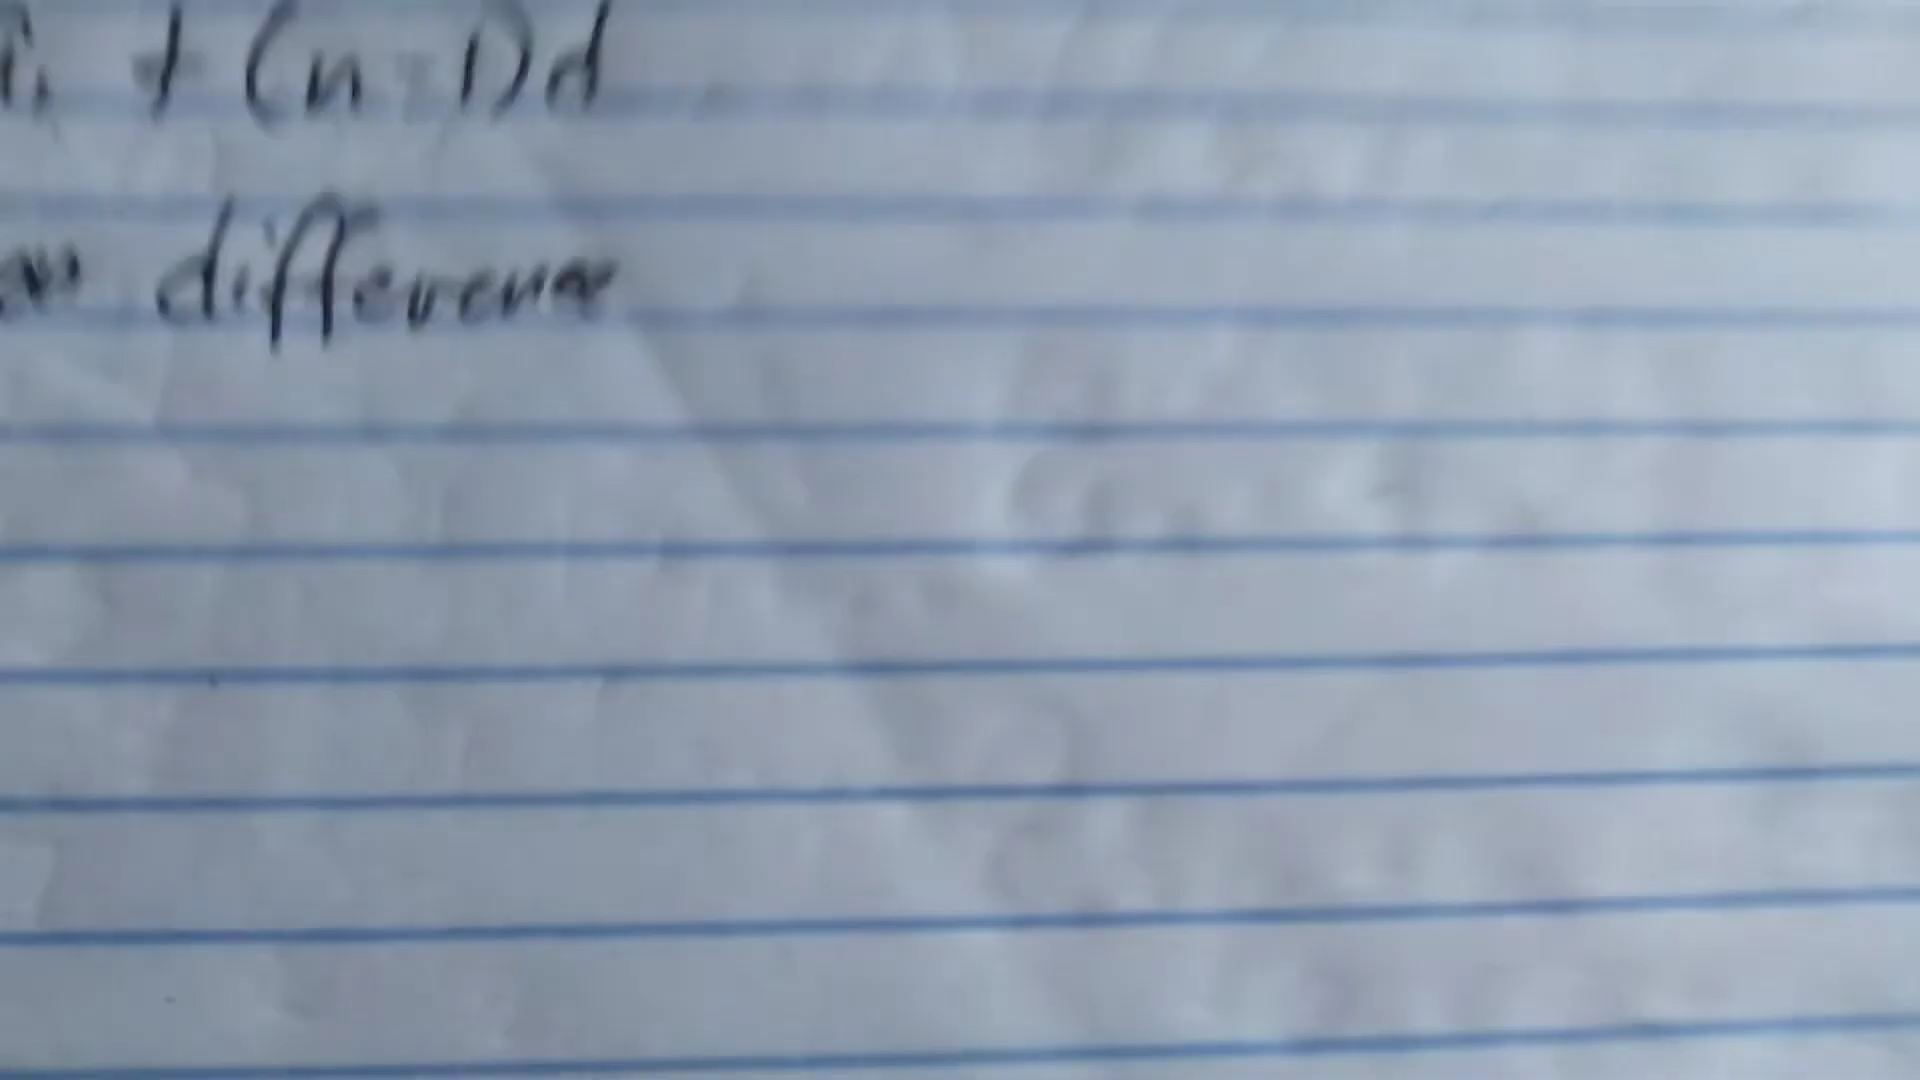 + (n - 1)d
difference